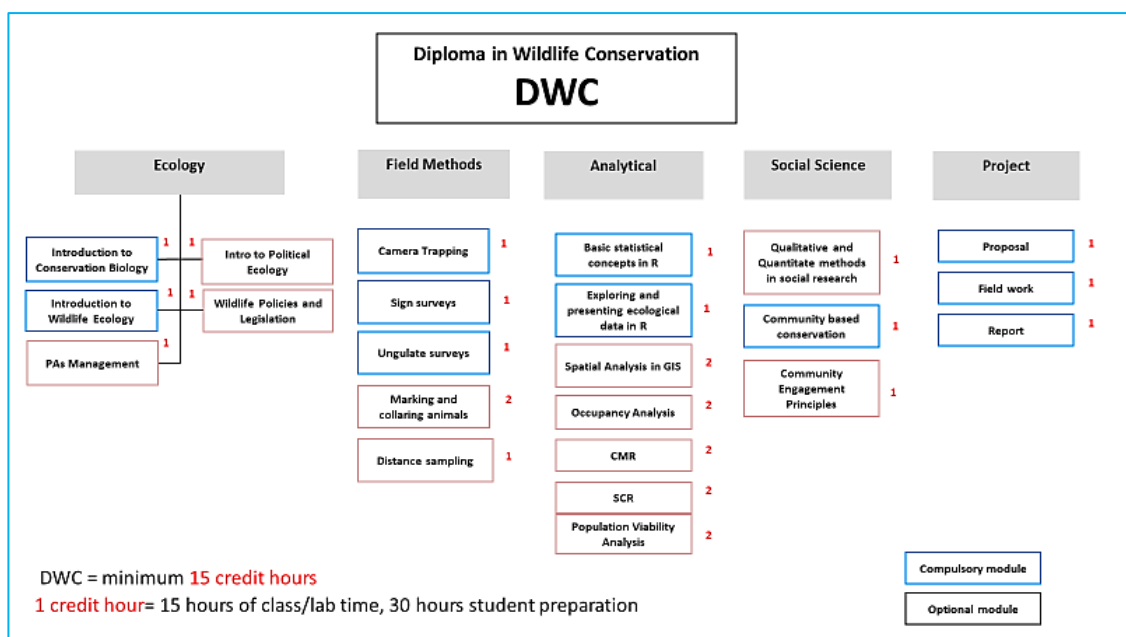 Diploma in Wildlife Conservation
DWC
Ecology
Field Methods
Analytical
Social Science
Project
Introduction to
Conservation Biology
1
1
Intro to Political
Ecology
Introduction to
Wildlife Ecology
1
1
Wildlife Policies and
Legislation
PAs Management
1
Camera Trapping
1
Sign surveys
1
Ungulate surveys
1
Marking and
collaring animals
2
Distance sampling
1
Basic statistical
concepts in R
1
Exploring and
presenting ecological
data in R
1
Spatial Analysis in GIS
2
Occupancy Analysis
2
CMR
2
SCR
2
Population Viability
Analysis
2
Qualitative and
Quantitate methods
in social research
1
Community based
conservation
1
Community
Engagement
Principles
1
Proposal
1
Field work
1
Report
1
DWC = minimum 15 credit hours
1 credit hour= 15 hours of class/lab time, 30 hours student preparation
Compulsory module
Optional module